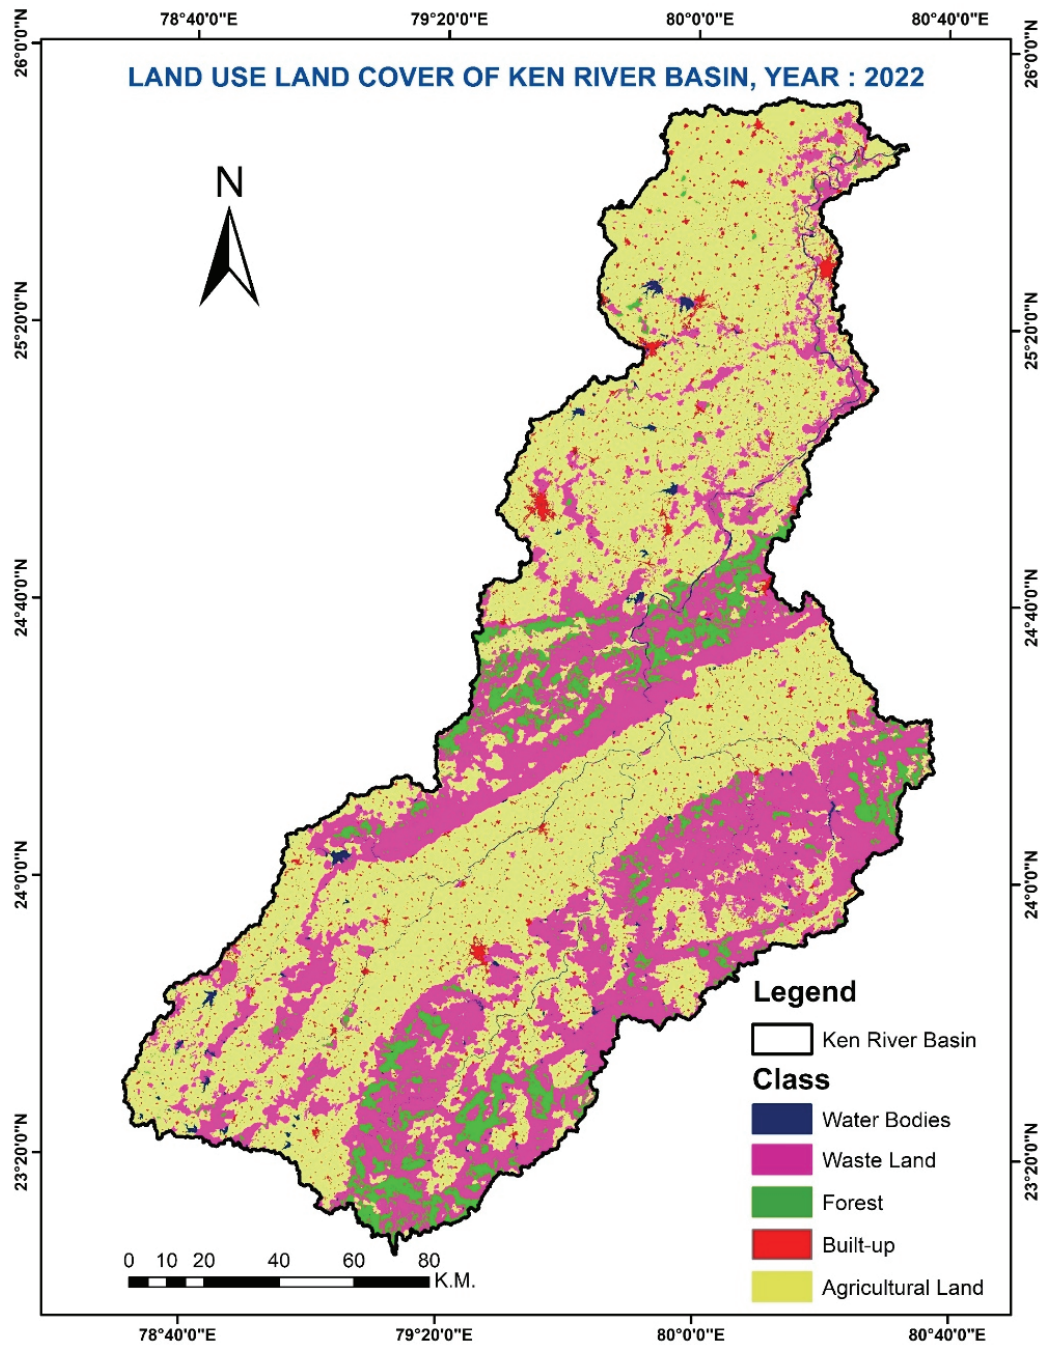 78°40'0"E 79°20'0"E 80°0'0"E 80°40'0"E
26°0'0"N
26°0'0"N
LAND USE LAND COVER OF KEN RIVER BASIN, YEAR : 2022
N
25°20'0"N
25°20'0"N
24°40'0"N
24°40'0"N
24°0'0"N
24°0'0"N
23°20'0"N
23°20'0"N
Legend
Ken River Basin
Class
Water Bodies
Waste Land
Forest
Built-up
Agricultural Land
0 10 20 40 60 80
K.M.
78°40'0"E 79°20'0"E 80°0'0"E 80°40'0"E